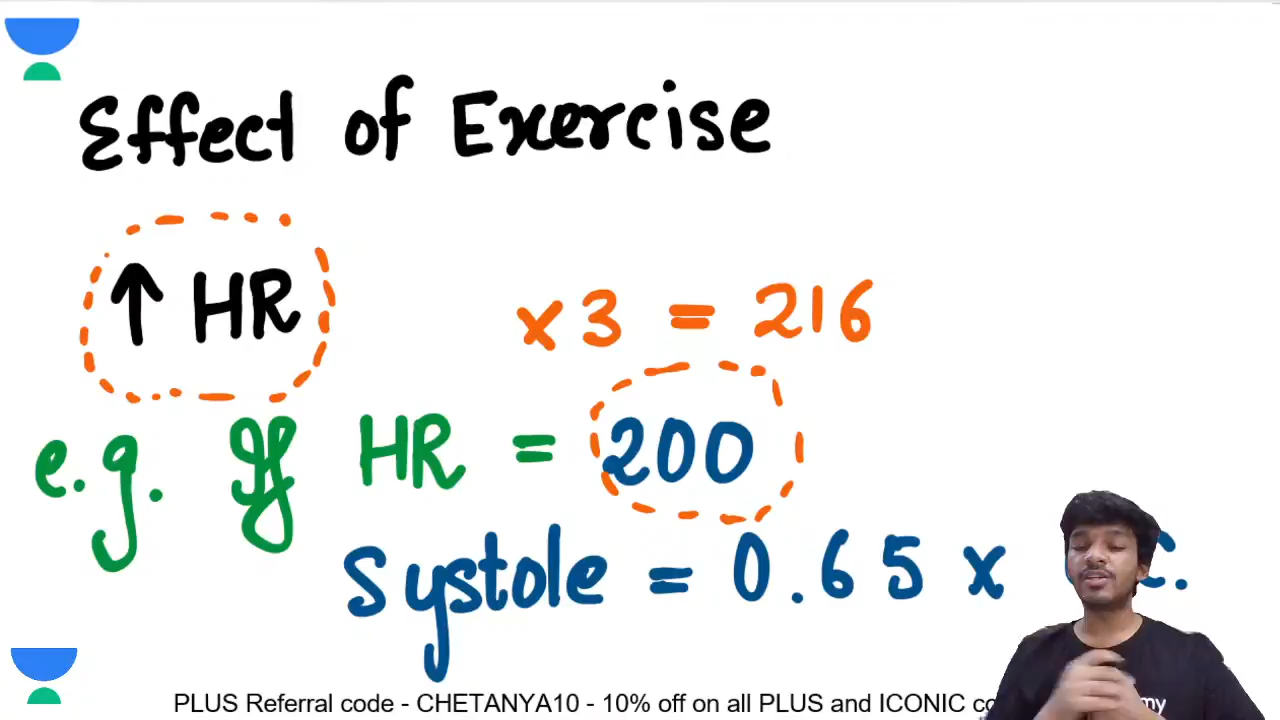 Effect of Exercise
↑ HR
x 3 = 216
e.g. If HR = 200
Systole = 0.65 x C.
PLUS Referral code - CHETANYA10 - 10% off on all PLUS and ICONIC
my